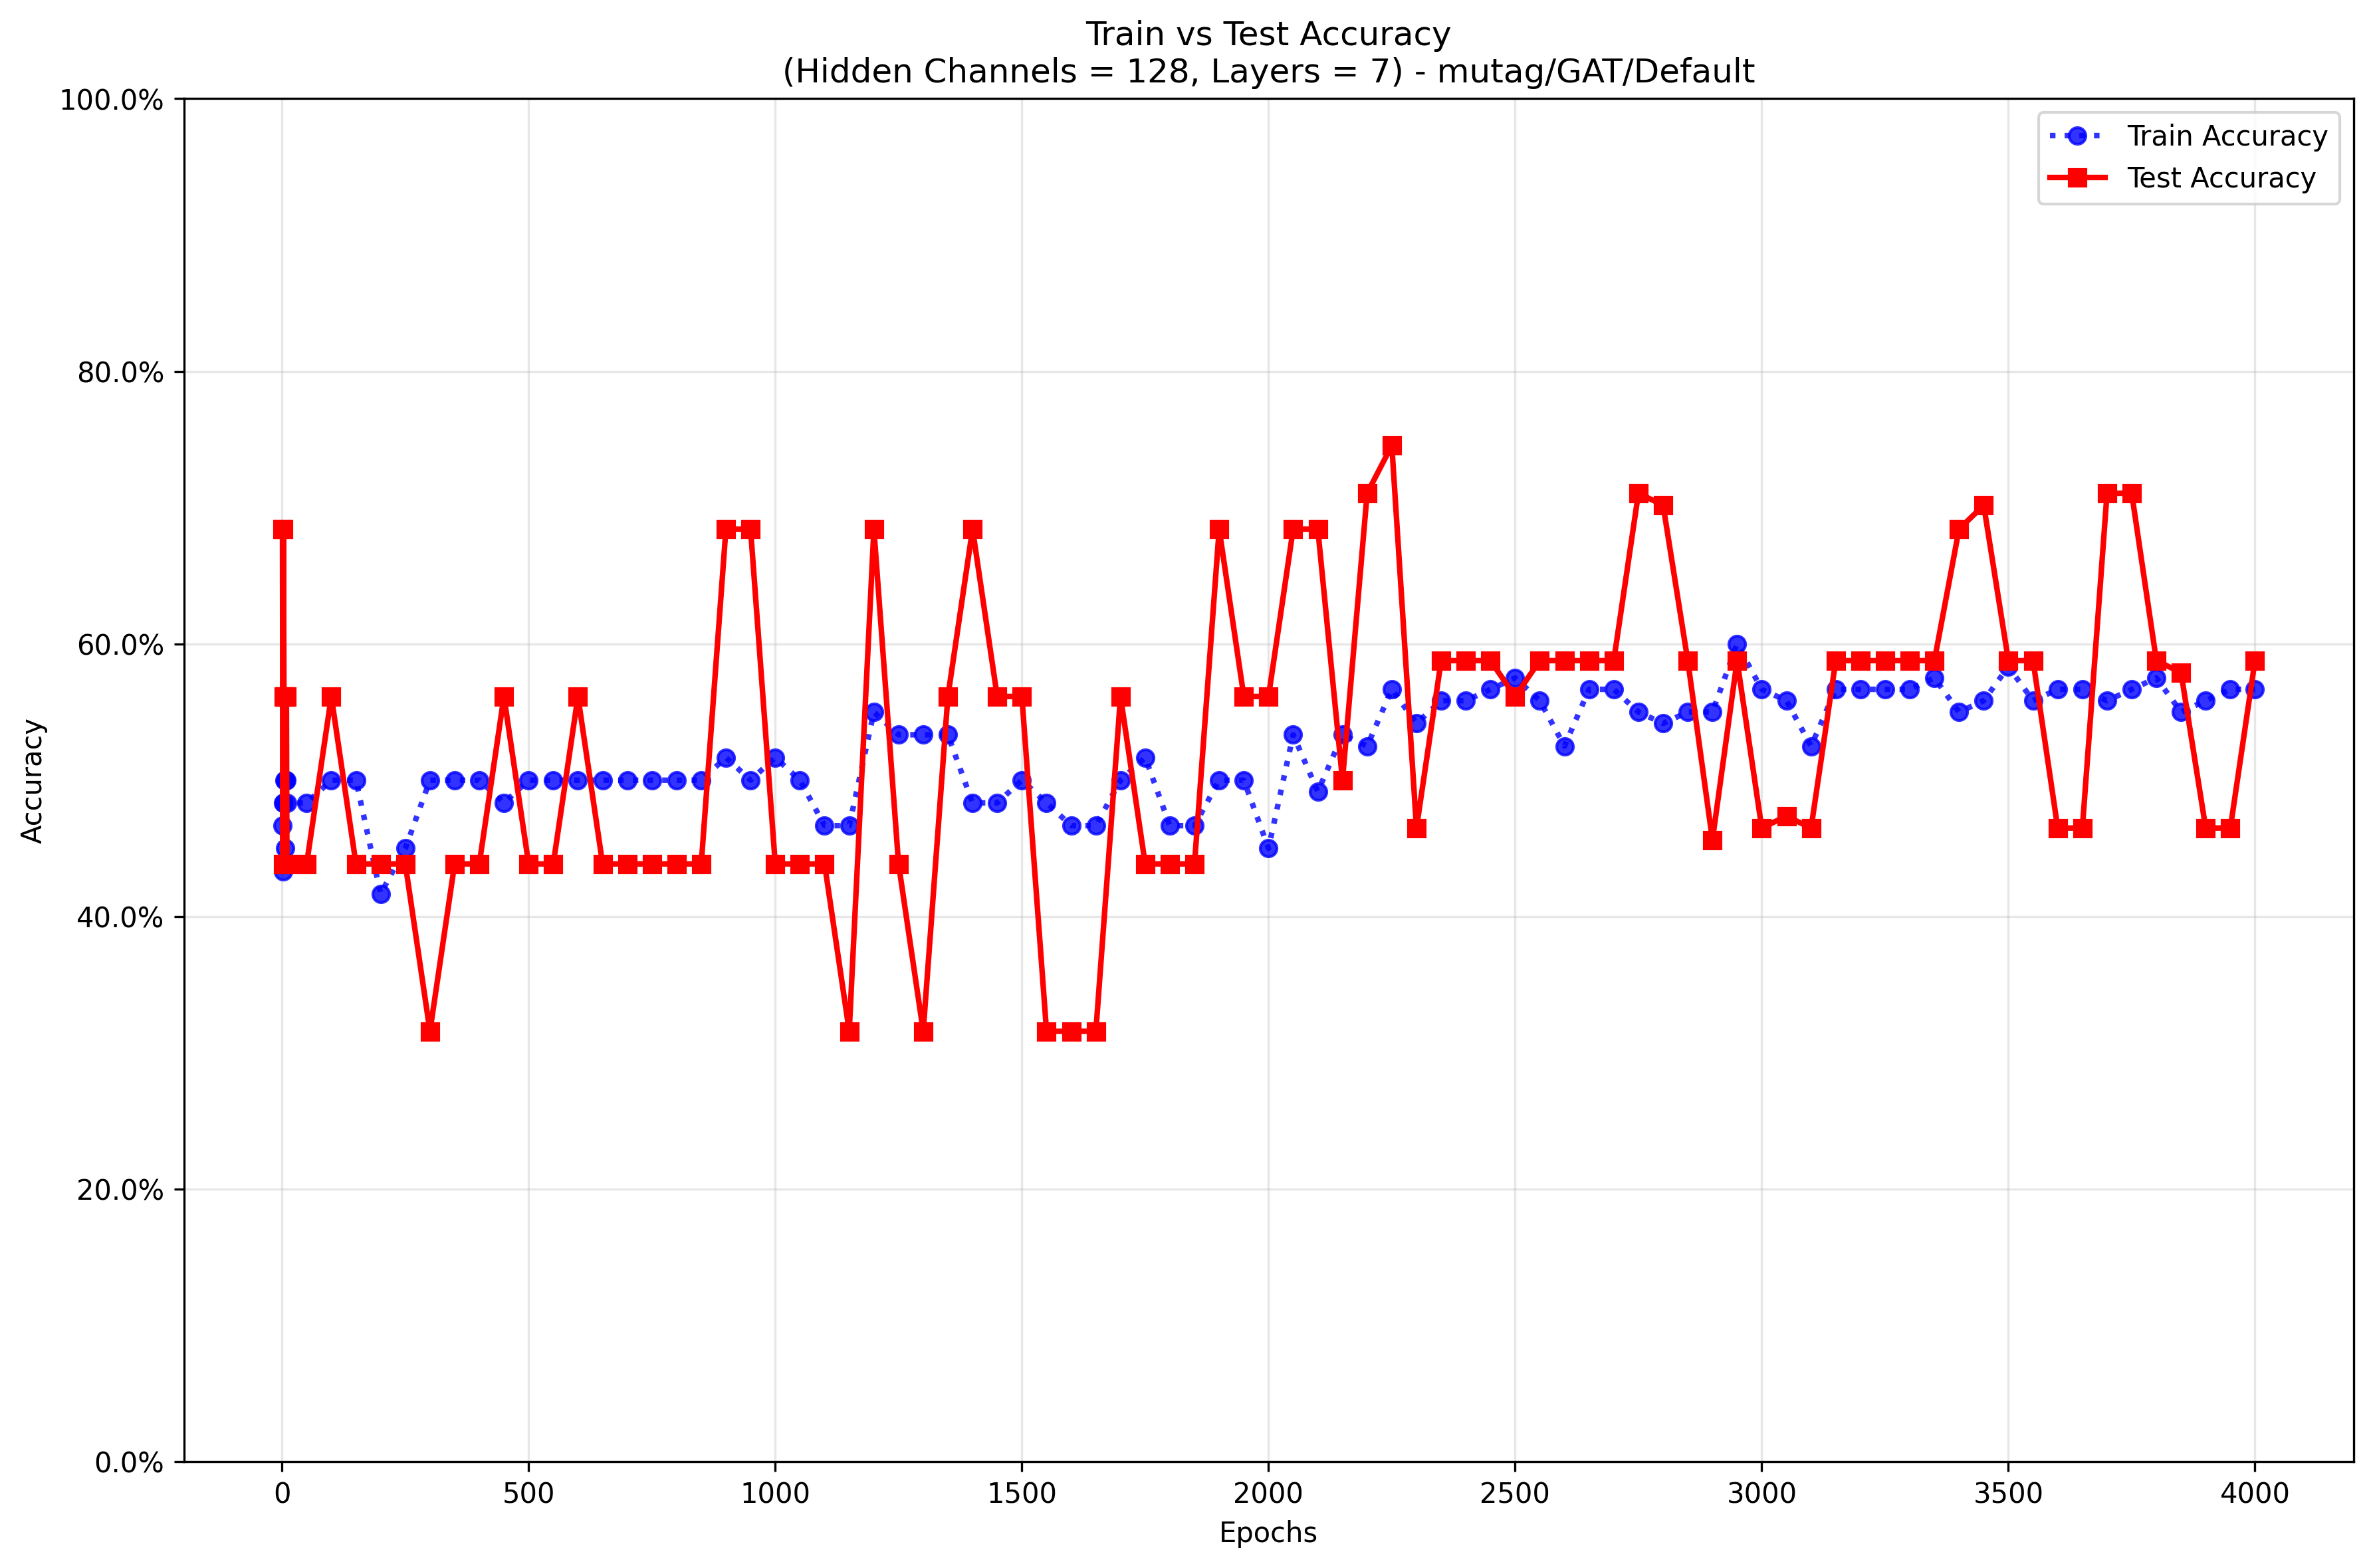 Train vs Test Accuracy
(Hidden Channels = 128, Layers = 7) - mutag/GAT/Default
Train Accuracy
Test Accuracy
Accuracy
100.0%
80.0%
60.0%
40.0%
20.0%
0.0%
0 500 1000 1500 2000 2500 3000 3500 4000
Epochs